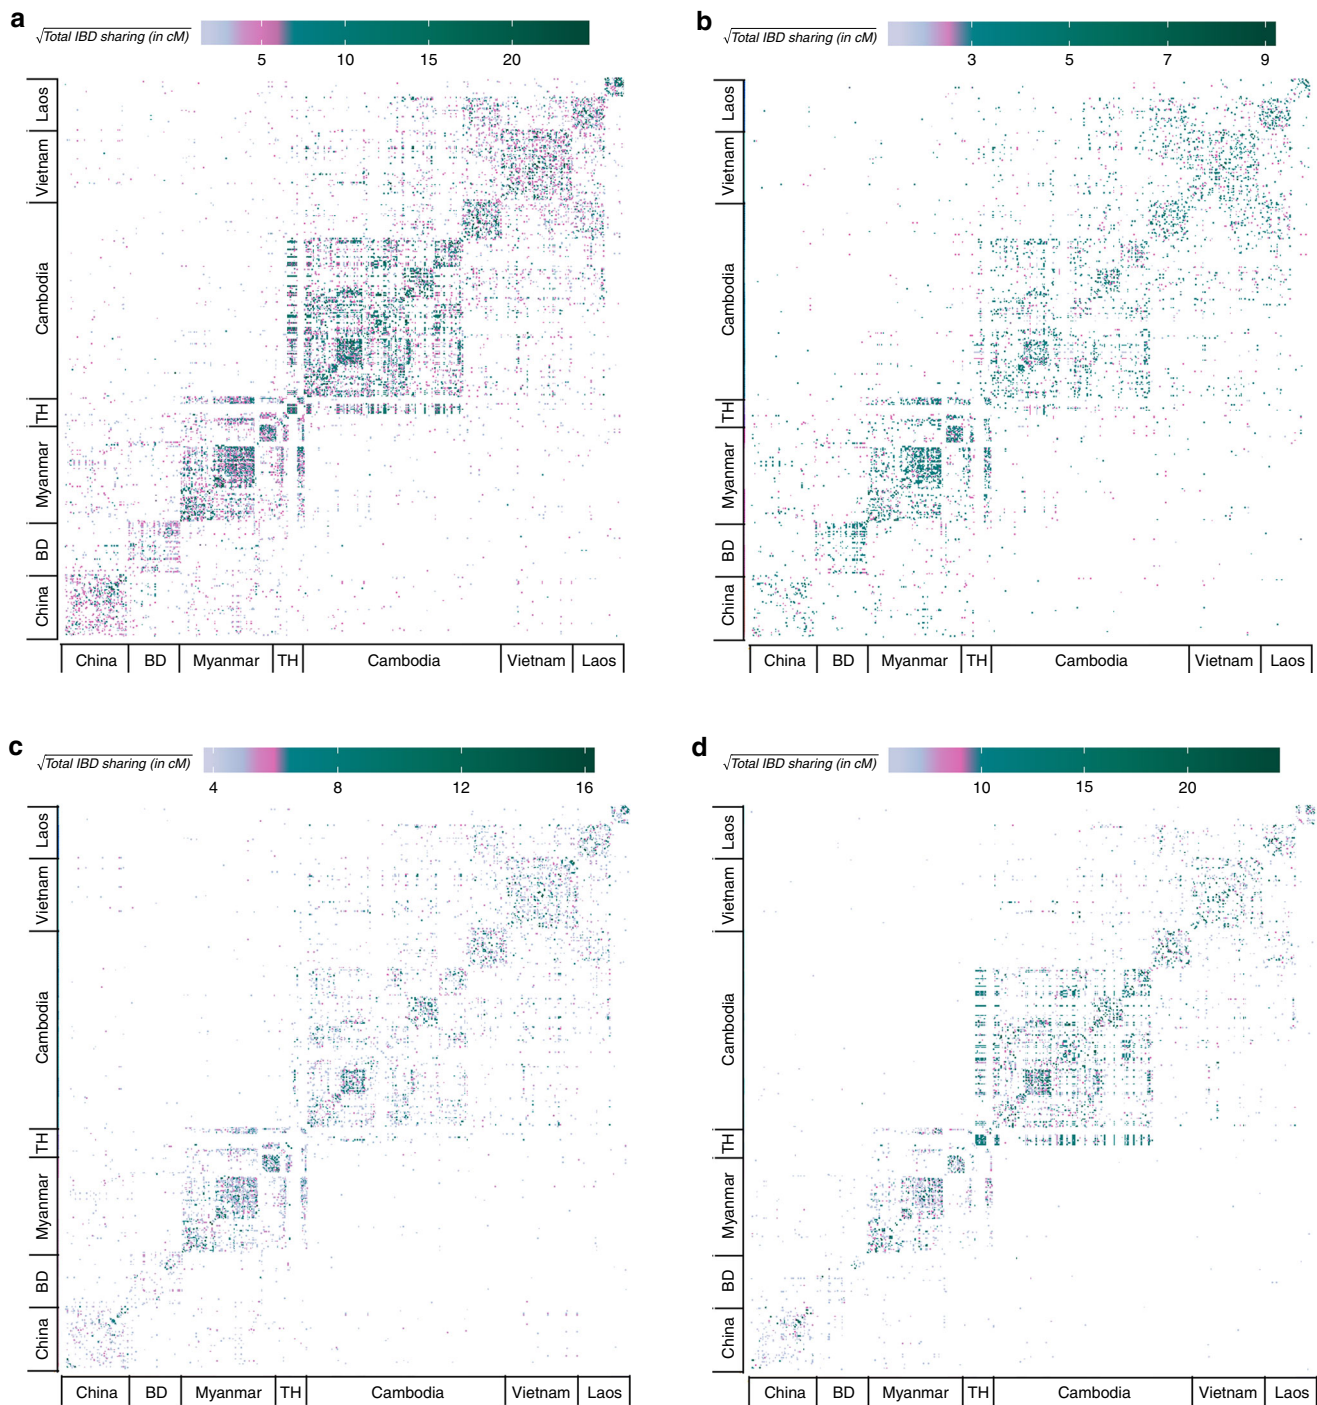 a
√Total IBD sharing (in cM)
5 10 15 20
Laos
Vietnam
Cambodia
TH
Myanmar
BD
China
China BD Myanmar TH Cambodia Vietnam Laos
b
√Total IBD sharing (in cM)
3 5 7 9
Laos
Vietnam
Cambodia
TH
Myanmar
BD
China
China BD Myanmar TH Cambodia Vietnam Laos
c
√Total IBD sharing (in cM)
4 8 12 16
Laos
Vietnam
Cambodia
TH
Myanmar
BD
China
China BD Myanmar TH Cambodia Vietnam Laos
d
√Total IBD sharing (in cM)
10 15 20
Laos
Vietnam
Cambodia
TH
Myanmar
BD
China
China BD Myanmar TH Cambodia Vietnam Laos